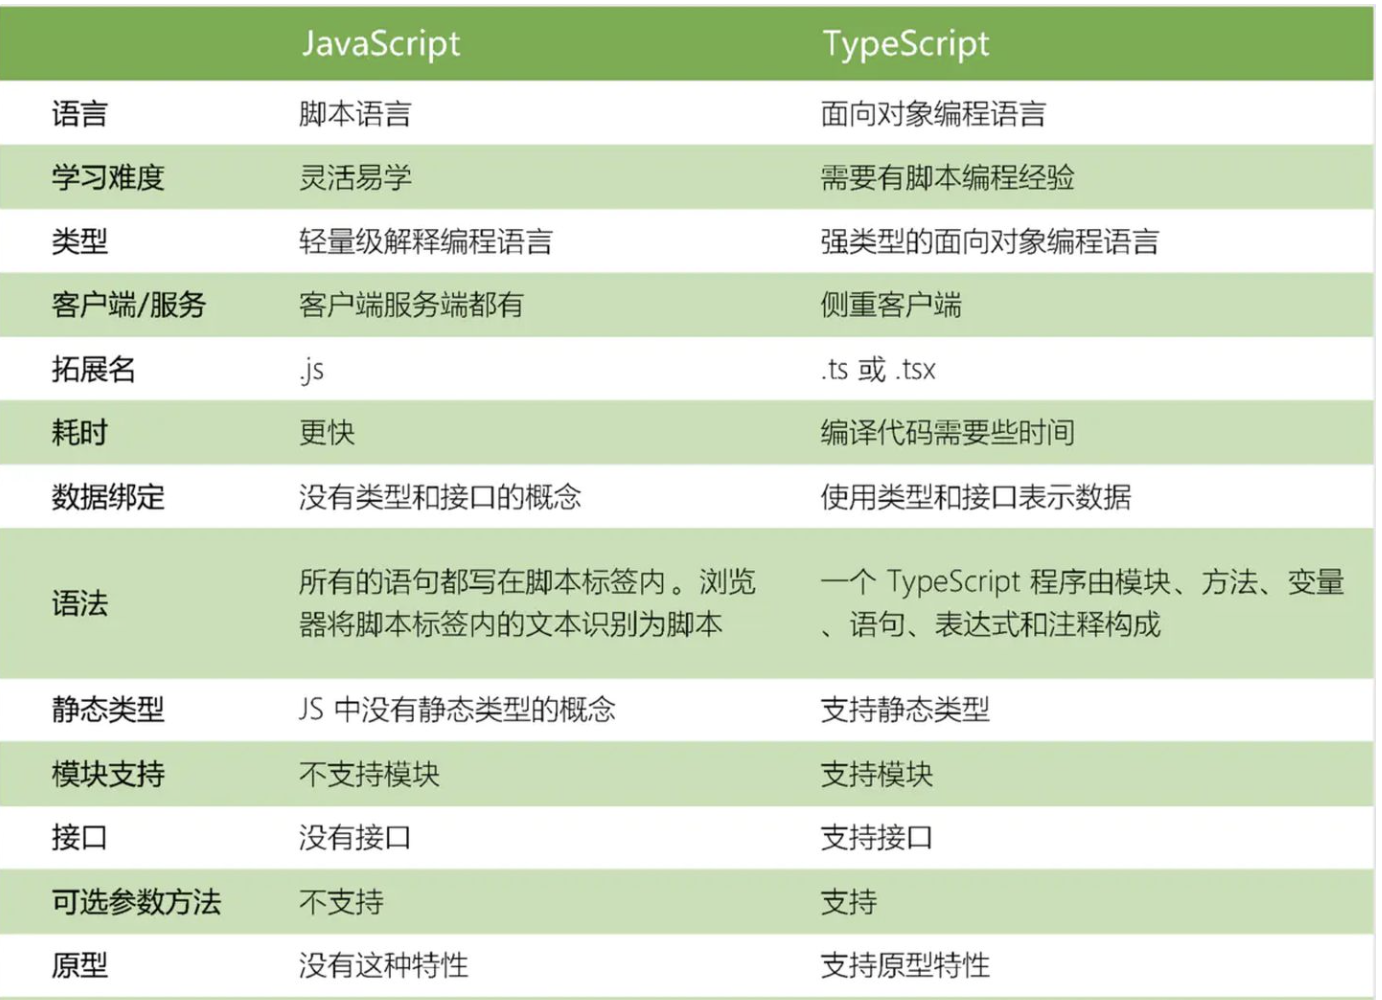 JavaScript TypeScript
语言 脚本语言 面向对象编程语言
学习难度 灵活易学 需要有脚本编程经验
类型 轻量级解释编程语言 强类型的面向对象编程语言
客户端/服务 客户端服务端都有 侧重客户端
拓展名 .js .ts 或 .tsx
耗时 更快 编译代码需要些时间
数据绑定 没有类型和接口的概念 使用类型和接口表示数据
语法 所有的语句都写在脚本标签内。浏览 一个 TypeScript 程序由模块、方法、变量
器将脚本标签内的文本识别为脚本 、语句、表达式和注释构成
静态类型 JS 中没有静态类型的概念 支持静态类型
模块支持 不支持模块 支持模块
接口 没有接口 支持接口
可选参数方法 不支持 支持
原型 没有这种特性 支持原型特性